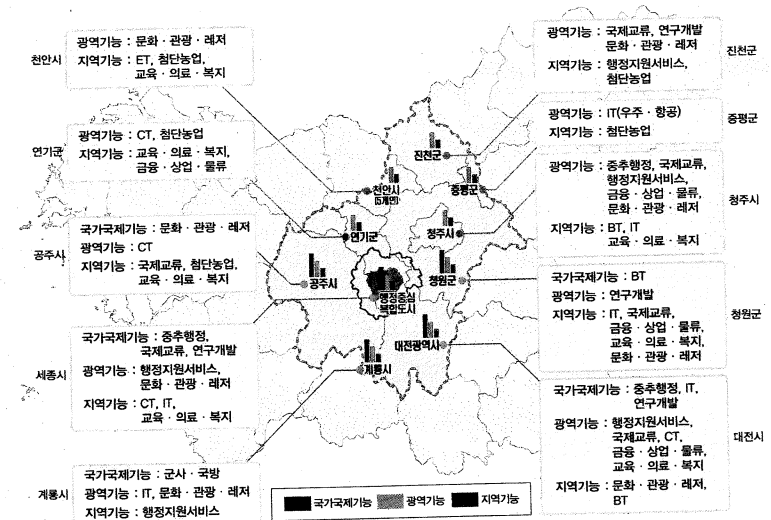 천안시
광역기능 : 문화 · 관광 · 레저
지역기능 : ET, 첨단농업,
교육 · 의료 · 복지
연기군
광역기능 : CT, 첨단농업
지역기능 : 교육 · 의료 · 복지,
금융 · 상업 · 물류
공주시
국가국제기능 : 문화 · 관광 · 레저
광역기능 : CT
지역기능 : 국제교류, 첨단농업,
교육 · 의료 · 복지
세종시
국가국제기능 : 중추행정,
국제교류, 연구개발
광역기능 : 행정지원서비스,
문화 · 관광 · 레저
지역기능 : CT, IT,
교육 · 의료 · 복지
계룡시
국가국제기능 : 군사 · 국방
광역기능 : IT, 문화 · 관광 · 레저
지역기능 : 행정지원서비스
진천군
천안시
(5개면)
증평군
연기군
청주시
공주시
청원군
행정중심
복합도시
대전광역시
계룡시
진천군
광역기능 : 국제교류, 연구개발
문화 · 관광 · 레저
지역기능 : 행정지원서비스,
첨단농업
증평군
광역기능 : IT(우주 · 항공)
지역기능 : 첨단농업
청주시
광역기능 : 중추행정, 국제교류,
행정지원서비스,
금융 · 상업 · 물류,
문화 · 관광 · 레저
지역기능 : BT, IT
교육 · 의료 · 복지
청원군
국가국제기능 : BT
광역기능 : 연구개발
지역기능 : IT, 국제교류,
금융 · 상업 · 물류,
교육 · 의료 · 복지,
문화 · 관광 · 레저
대전시
국가국제기능 : 중추행정, IT,
연구개발
광역기능 : 행정지원서비스,
국제교류, CT,
금융 · 상업 · 물류,
교육 · 의료 · 복지
지역기능 : 문화 · 관광 · 레저,
BT
국가국제기능 광역기능 지역기능